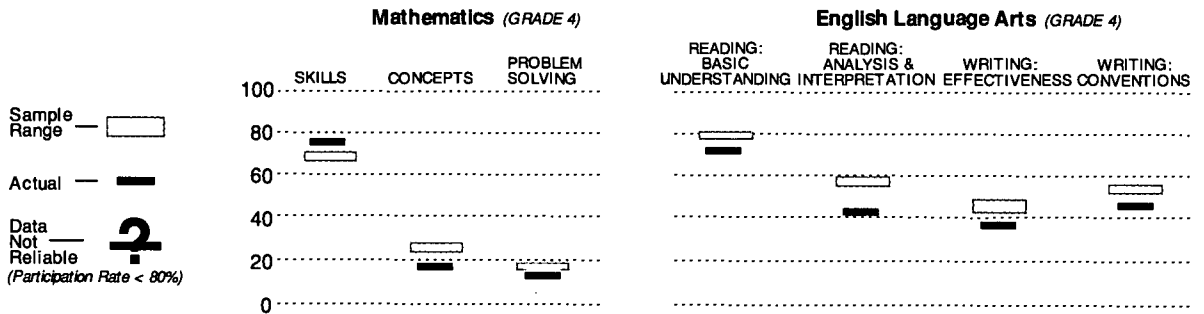 Mathematics (GRADE 4)
English Language Arts (GRADE 4)
SKILLS
CONCEPTS
PROBLEM
SOLVING
READING:
BASIC
UNDERSTANDING
READING:
ANALYSIS &
INTERPRETATION
WRITING:
EFFECTIVENESS
WRITING:
CONVENTIONS
100
80
60
40
20
0
Sample
Range
Actual
Data
Not
Reliable
?
(Participation Rate < 80%)